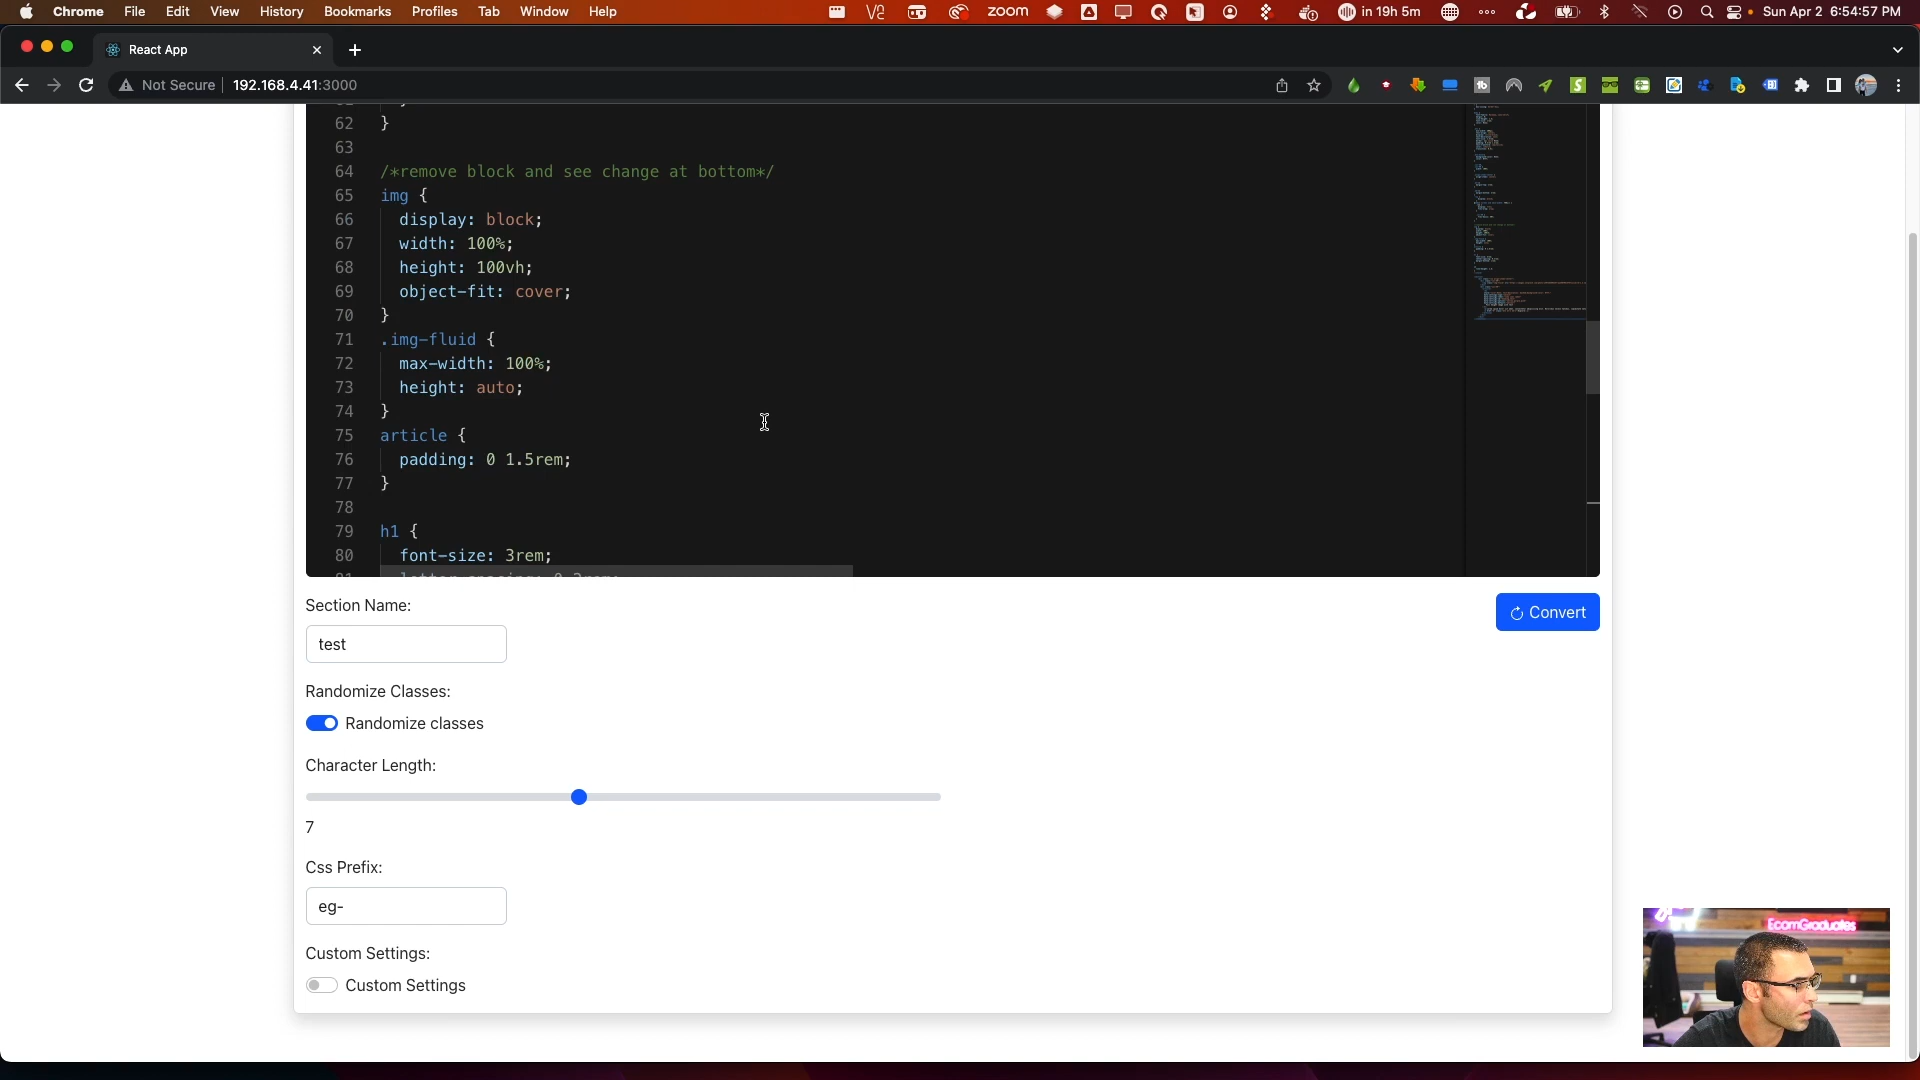 Chrome File Edit View History Bookmarks Profiles Tab Window Help
zoom
in 19h 5m
Sun Apr 2 6:54:57 PM
React App
Not Secure 192.168.4.41:3000
62 }
63
64 /*remove block and see change at bottom*/
65 img {
66 display: block;
67 width: 100%;
68 height: 100vh;
69 object-fit: cover;
70 }
71 .img-fluid {
72 max-width: 100%;
73 height: auto;
74 }
75 article {
76 padding: 0 1.5rem;
77 }
78
79 h1 {
80 font-size: 3rem;
Section Name:
Convert
test
Randomize Classes:
Randomize classes
Character Length:
7
Css Prefix:
eg-
Custom Settings:
Custom Settings
EcomGraduates